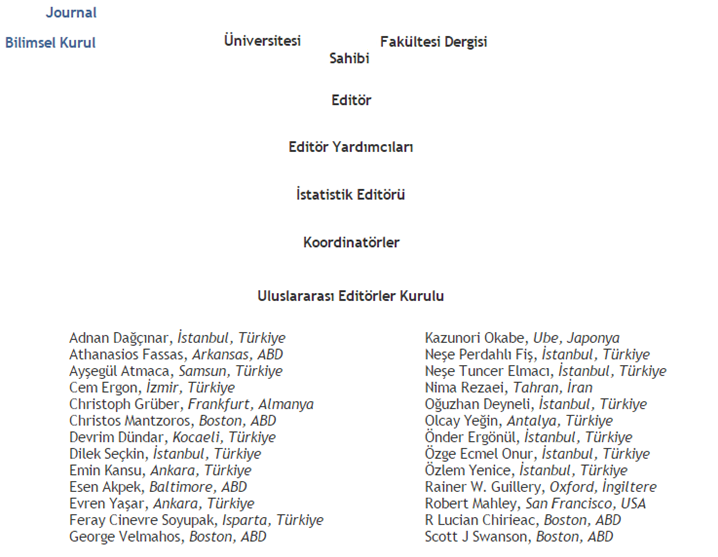 Journal
Bilimsel Kurul
Üniversitesi Fakültesi Dergisi
Sahibi
Editör
Editör Yardımcıları
İstatistik Editörü
Koordinatörler
Uluslararası Editörler Kurulu
Adnan Dağçınar, İstanbul, Türkiye
Athanasios Fassas, Arkansas, ABD
Ayşegül Atmaca, Samsun, Türkiye
Cem Ergon, İzmir, Türkiye
Christoph Grüber, Frankfurt, Almanya
Christos Mantzoros, Boston, ABD
Devrim Dündar, Kocaeli, Türkiye
Dilek Seçkin, İstanbul, Türkiye
Emin Kansu, Ankara, Türkiye
Esen Akpek, Baltimore, ABD
Evren Yaşar, Ankara, Türkiye
Feray Cinevre Soyupak, Isparta, Türkiye
George Velmahos, Boston, ABD
Kazunori Okabe, Ube, Japonya
Neşe Perdahlı Fiş, İstanbul, Türkiye
Neşe Tuncer Elmacı, İstanbul, Türkiye
Nima Rezaei, Tahran, İran
Oğuzhan Deyneli, İstanbul, Türkiye
Olcay Yeğin, Antalya, Türkiye
Önder Ergönül, İstanbul, Türkiye
Özge Ecmel Onur, İstanbul, Türkiye
Özlem Yenice, İstanbul, Türkiye
Rainer W. Guillery, Oxford, İngiltere
Robert Mahley, San Francisco, USA
R Lucian Chirieac, Boston, ABD
Scott J Swanson, Boston, ABD